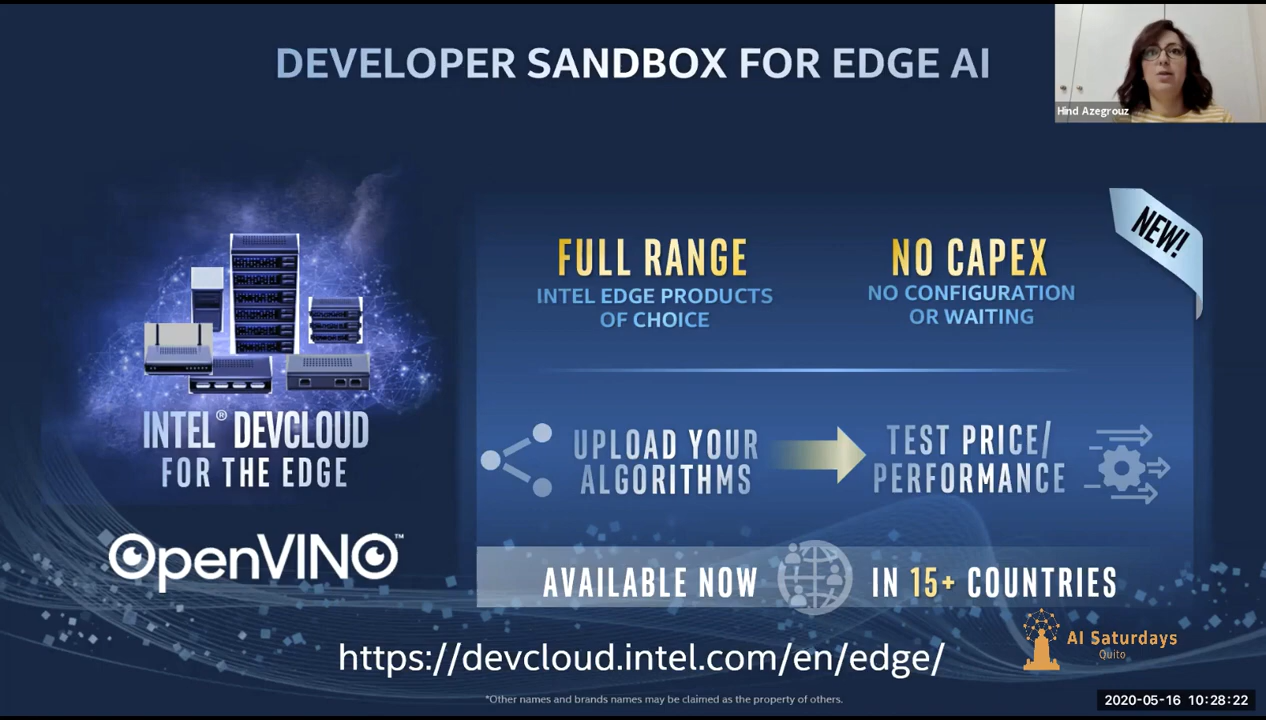 DEVELOPER SANDBOX FOR EDGE AI
Hind Azegrouz
NEW!
FULL RANGE
INTEL EDGE PRODUCTS
OF CHOICE
NO CAPEX
NO CONFIGURATION
OR WAITING
INTEL® DEVCLOUD
FOR THE EDGE
UPLOAD YOUR
ALGORITHMS
TEST PRICE/
PERFORMANCE
OpenVINO™
AVAILABLE NOW
IN 15+ COUNTRIES
AI Saturdays
Quito
https://devcloud.intel.com/en/edge/
*Other names and brands names may be claimed as the property of others.
2020-05-16 10:28:22